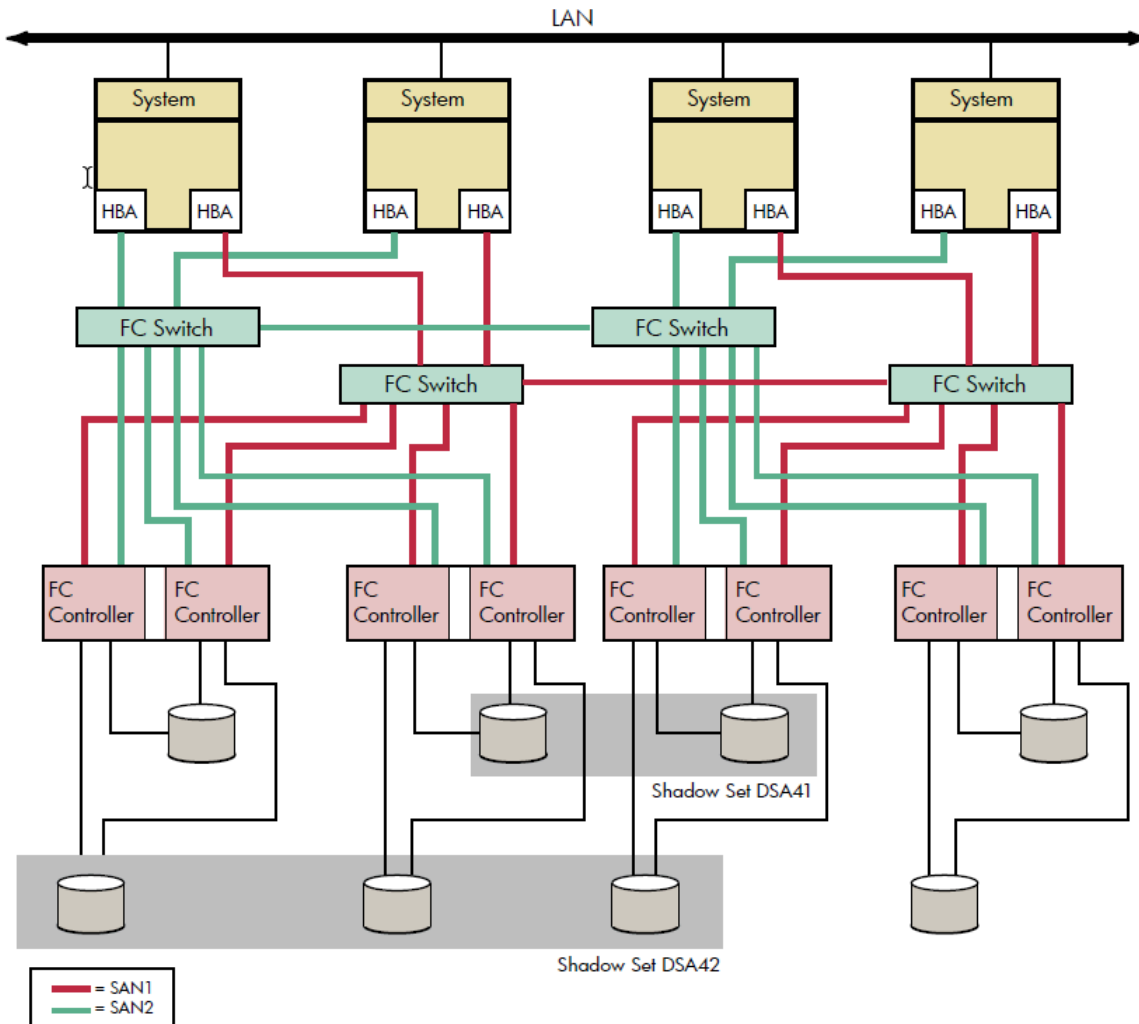 LAN
System
System
System
System
HBA
HBA
HBA
HBA
HBA
HBA
HBA
HBA
FC Switch
FC Switch
FC Switch
FC Switch
FC
Controller
FC
Controller
FC
Controller
FC
Controller
FC
Controller
FC
Controller
FC
Controller
FC
Controller
Shadow Set DSA41
Shadow Set DSA42
= SAN1
= SAN2